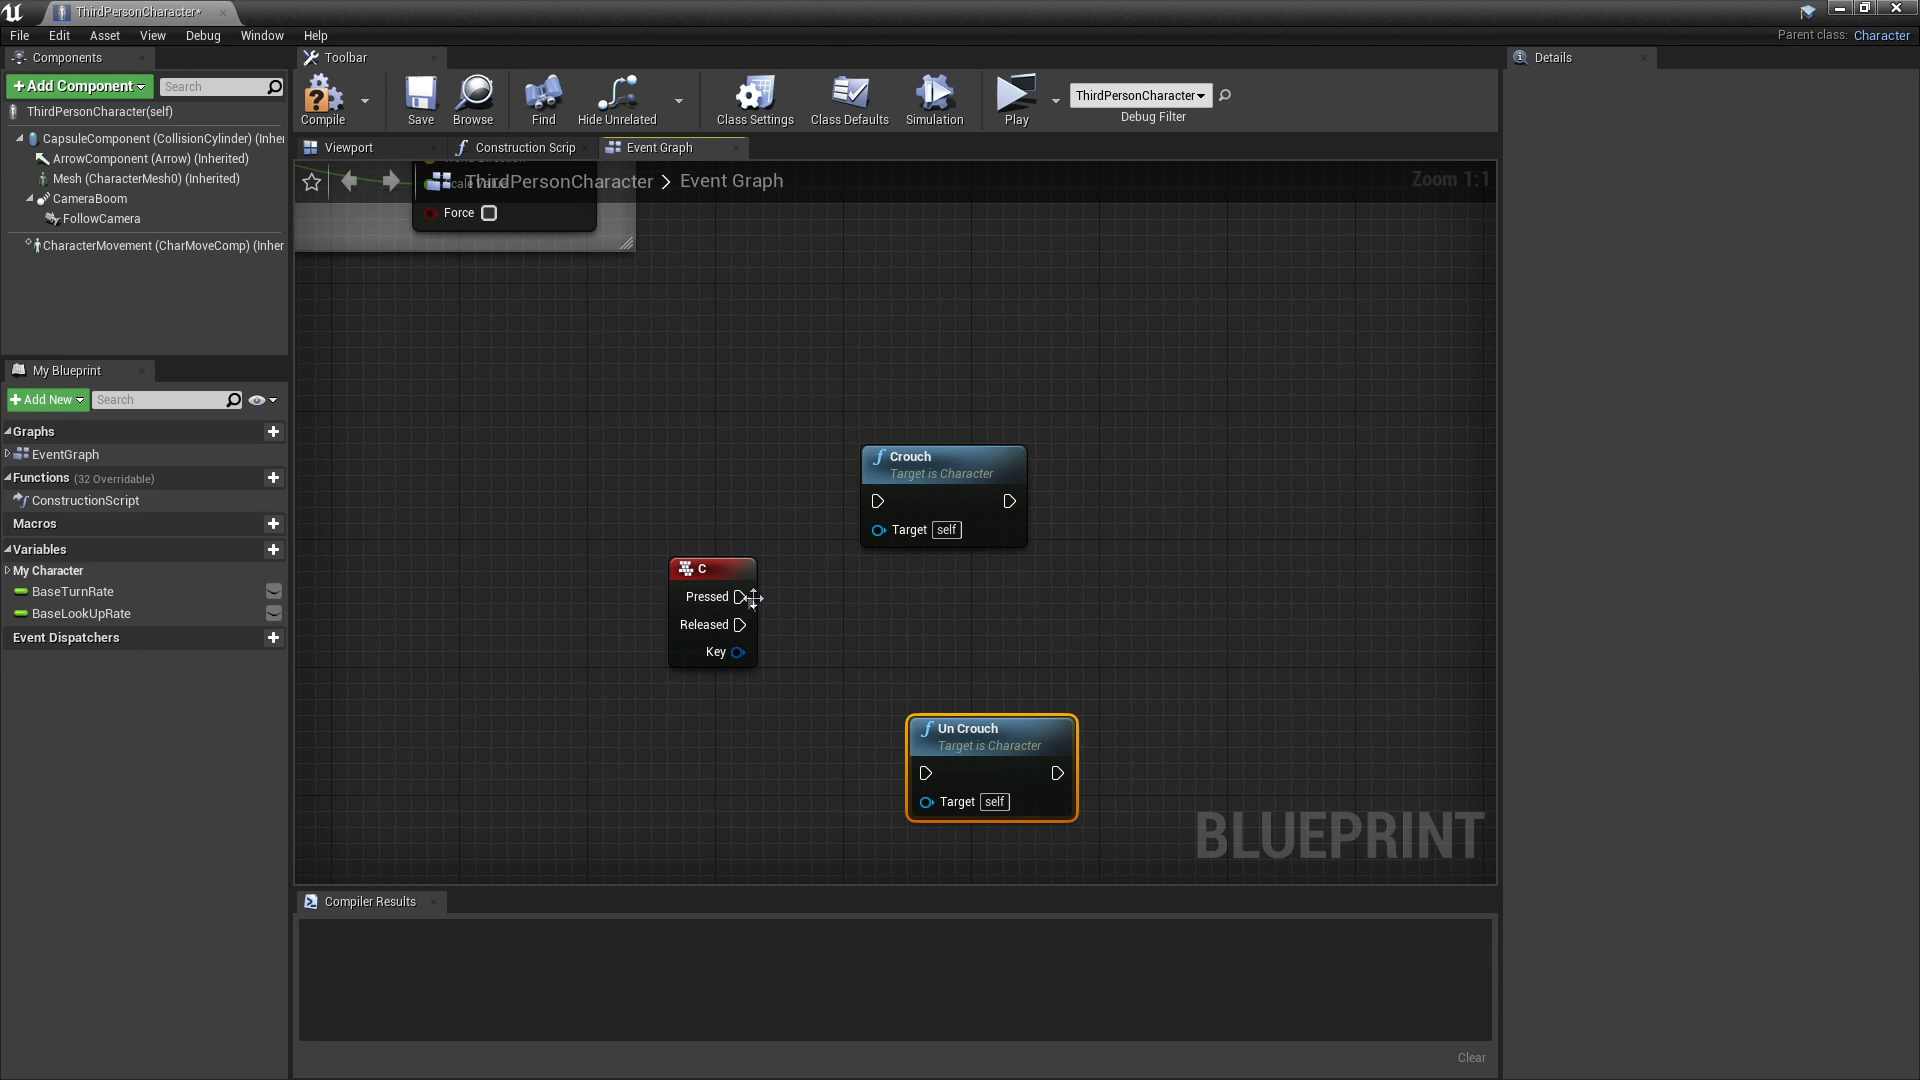 ThirdPersonCharacter*
File Edit Asset View Debug Window Help
Parent class: Character
Components
Toolbar
Details
+Add Component
Search
ThirdPersonCharacter(self)
CapsuleComponent (CollisionCylinder) (Inhe
ArrowComponent (Arrow) (Inherited)
Mesh (CharacterMesh0) (Inherited)
CameraBoom
FollowCamera
CharacterMovement (CharMoveComp) (Inher
Compile
Save
Browse
Find
Hide Unrelated
Class Settings
Class Defaults
Simulation
Play
ThirdPersonCharacter
Debug Filter
Viewport
Construction Scrip
Event Graph
ThirdPersonCharacter > Event Graph
Zoom 1:1
Force
My Blueprint
+Add New
Search
Graphs
EventGraph
Functions (32 Overridable)
ConstructionScript
Macros
Variables
My Character
BaseTurnRate
BaseLookUpRate
Event Dispatchers
Crouch
Target is Character
Target self
C
Pressed
Released
Key
Un Crouch
Target is Character
Target self
BLUEPRINT
Compiler Results
Clear